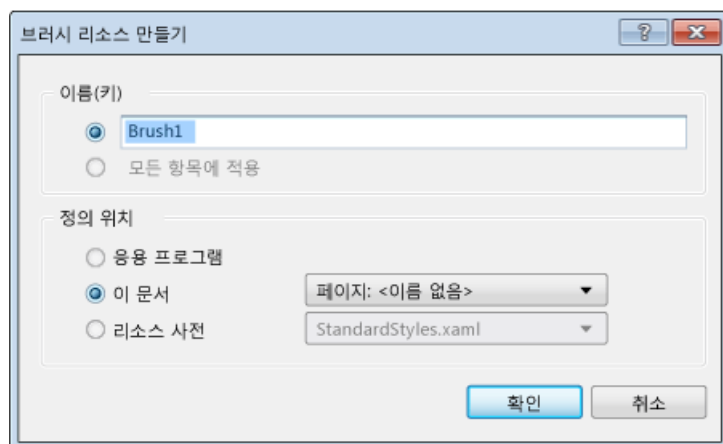 브러시 리소스 만들기
이름(키)
Brush1
모든 항목에 적용
정의 위치
응용 프로그램
이 문서
페이지: <이름 없음>
리소스 사전
StandardStyles.xaml
확인
취소